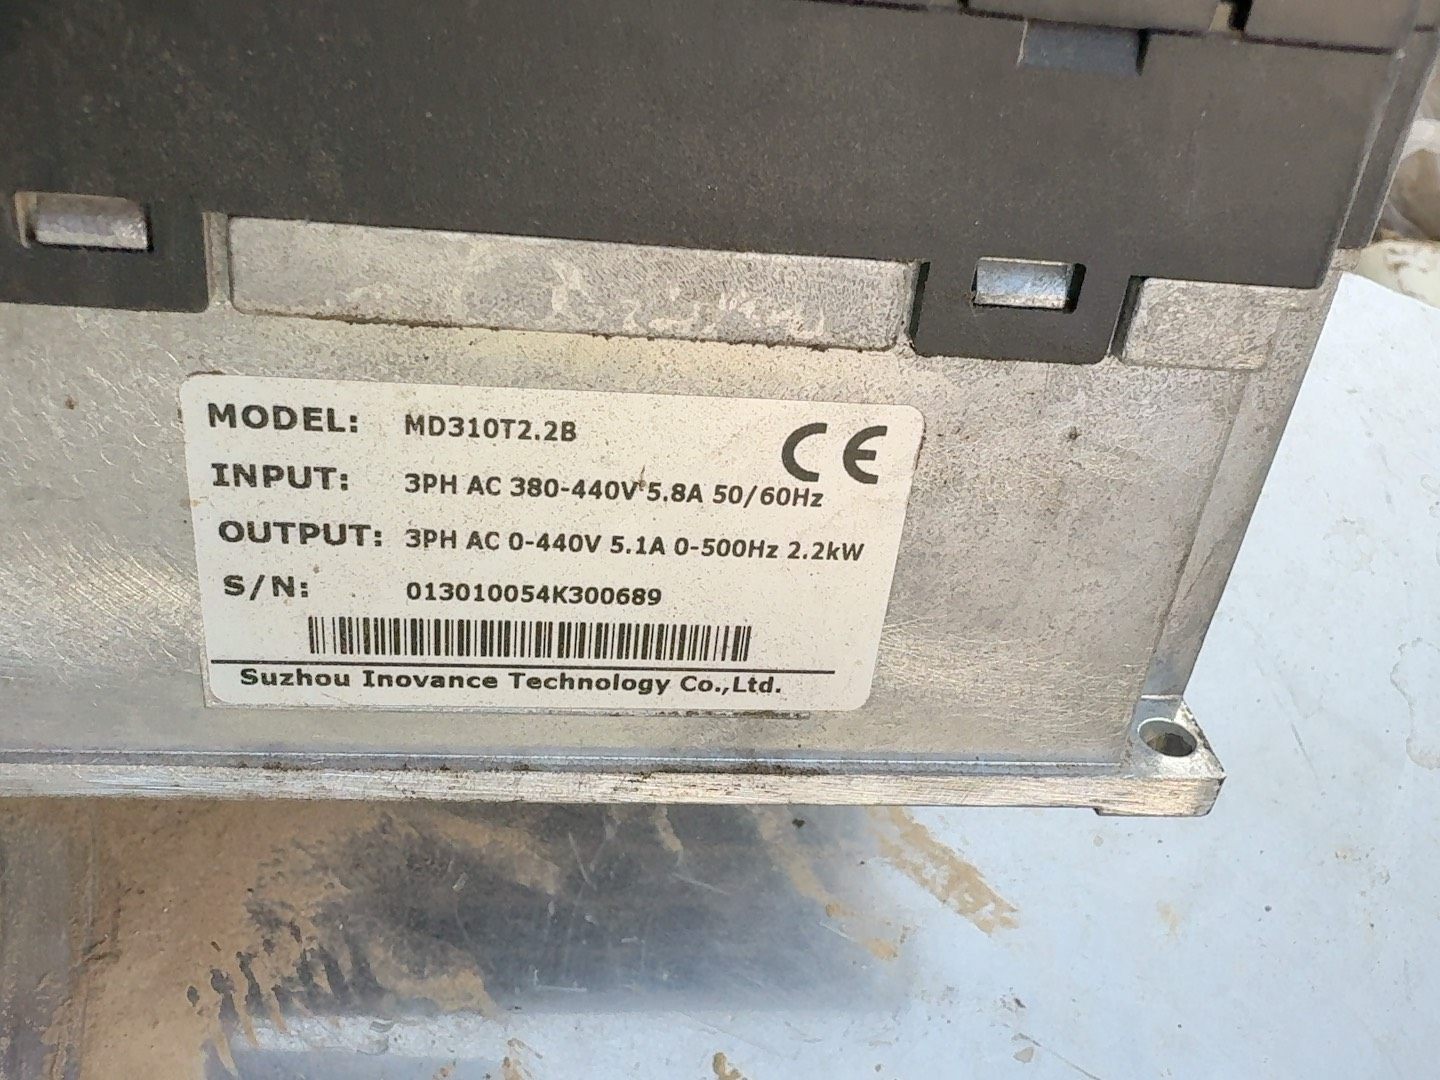 MODEL: MD310T2.2B CE
INPUT: 3PH AC 380-440V 5.8A 50/60Hz
OUTPUT: 3PH AC 0-440V 5.1A 0-500Hz 2.2kW
S/N: 013010054K300689
Suzhou Inovance Technology Co.,Ltd.